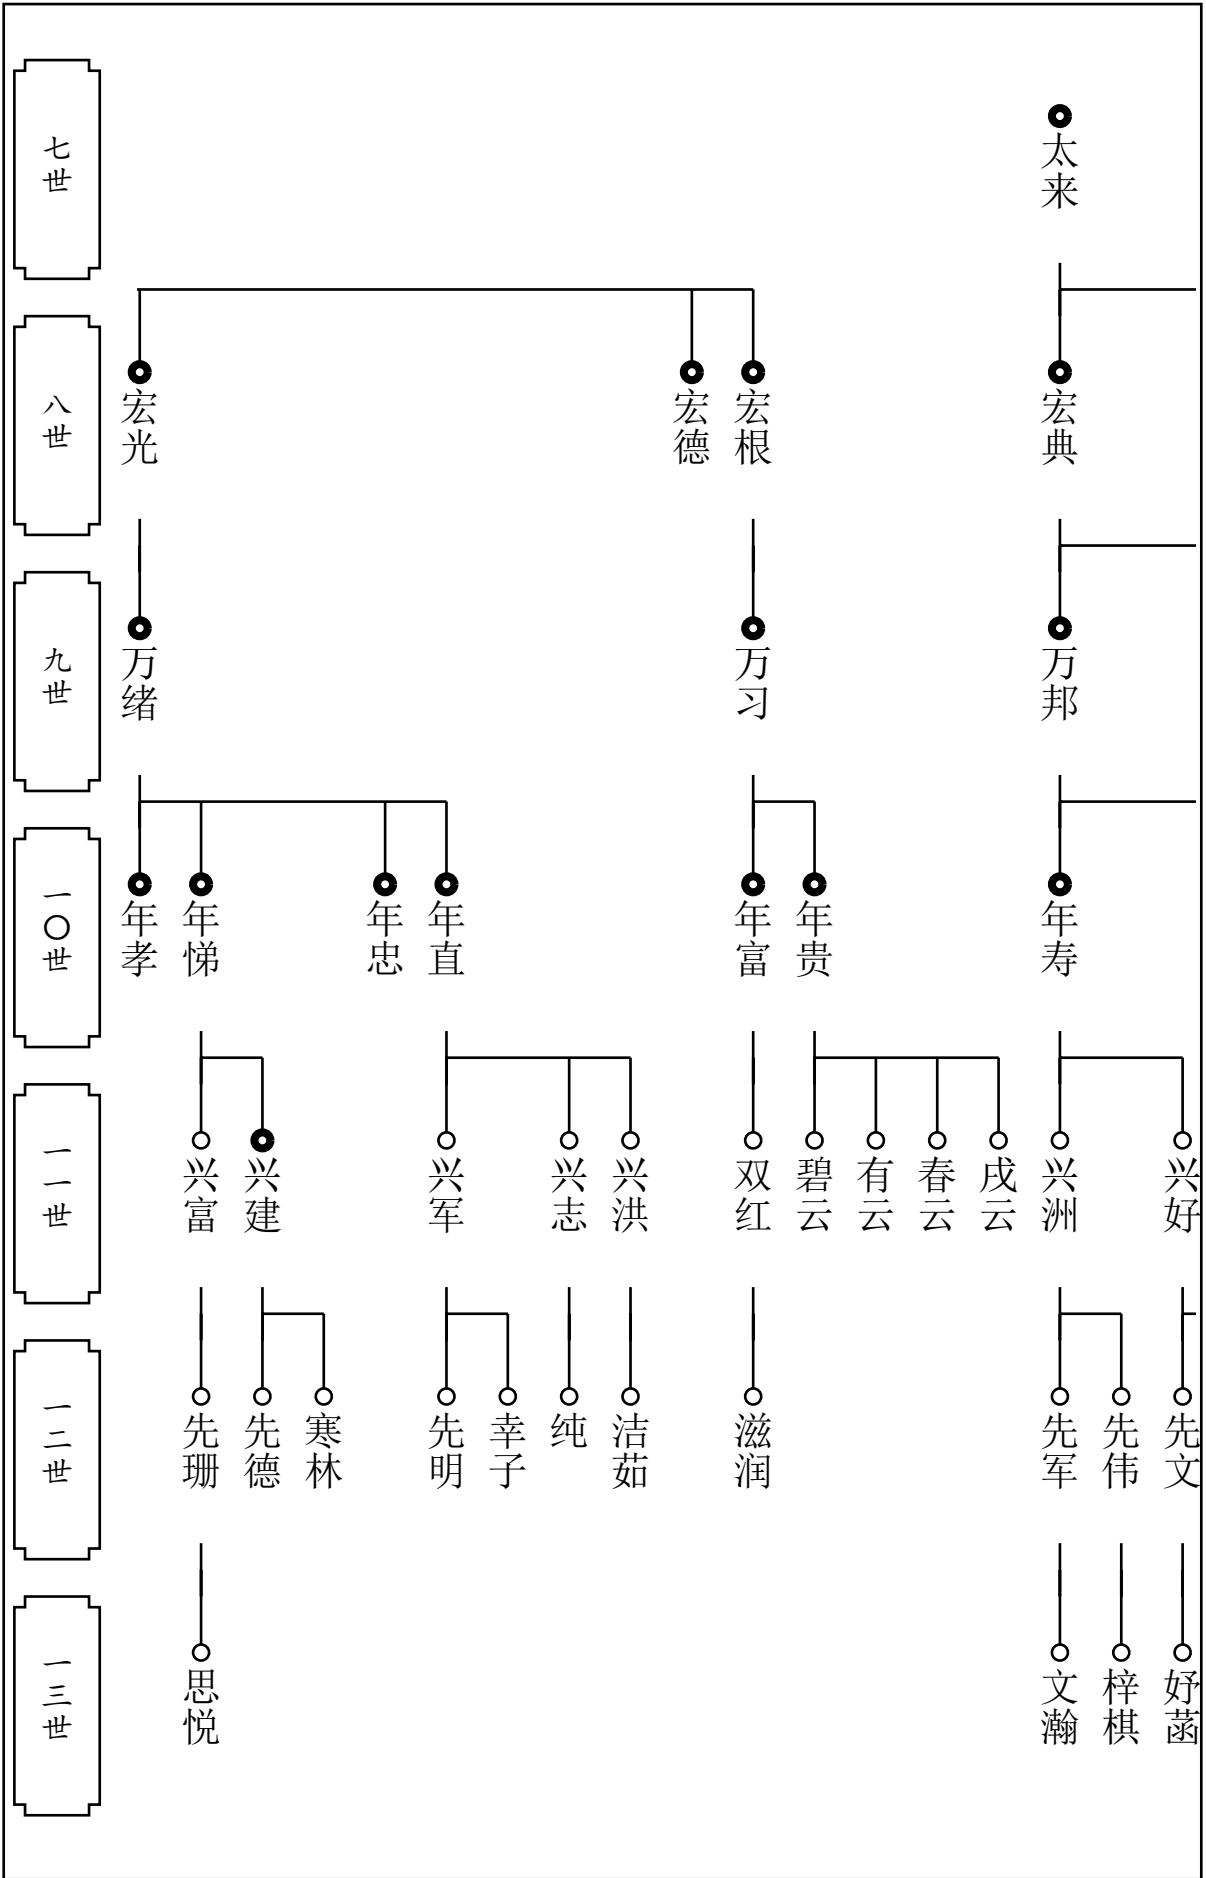 七世
太来
八世
宏光
宏德
宏根
宏典
九世
万绪
万习
万邦
一〇世
年孝
年悌
年忠
年直
年富
年贵
年寿
一一世
兴富
兴建
兴军
兴志
兴洪
双红
碧云
有云
春云
戌云
兴洲
兴好
一二世
先珊
先德
寒林
先明
幸子
纯
洁茹
滋润
先军
先伟
先文
一三世
思悦
文瀚
梓棋
妤菡